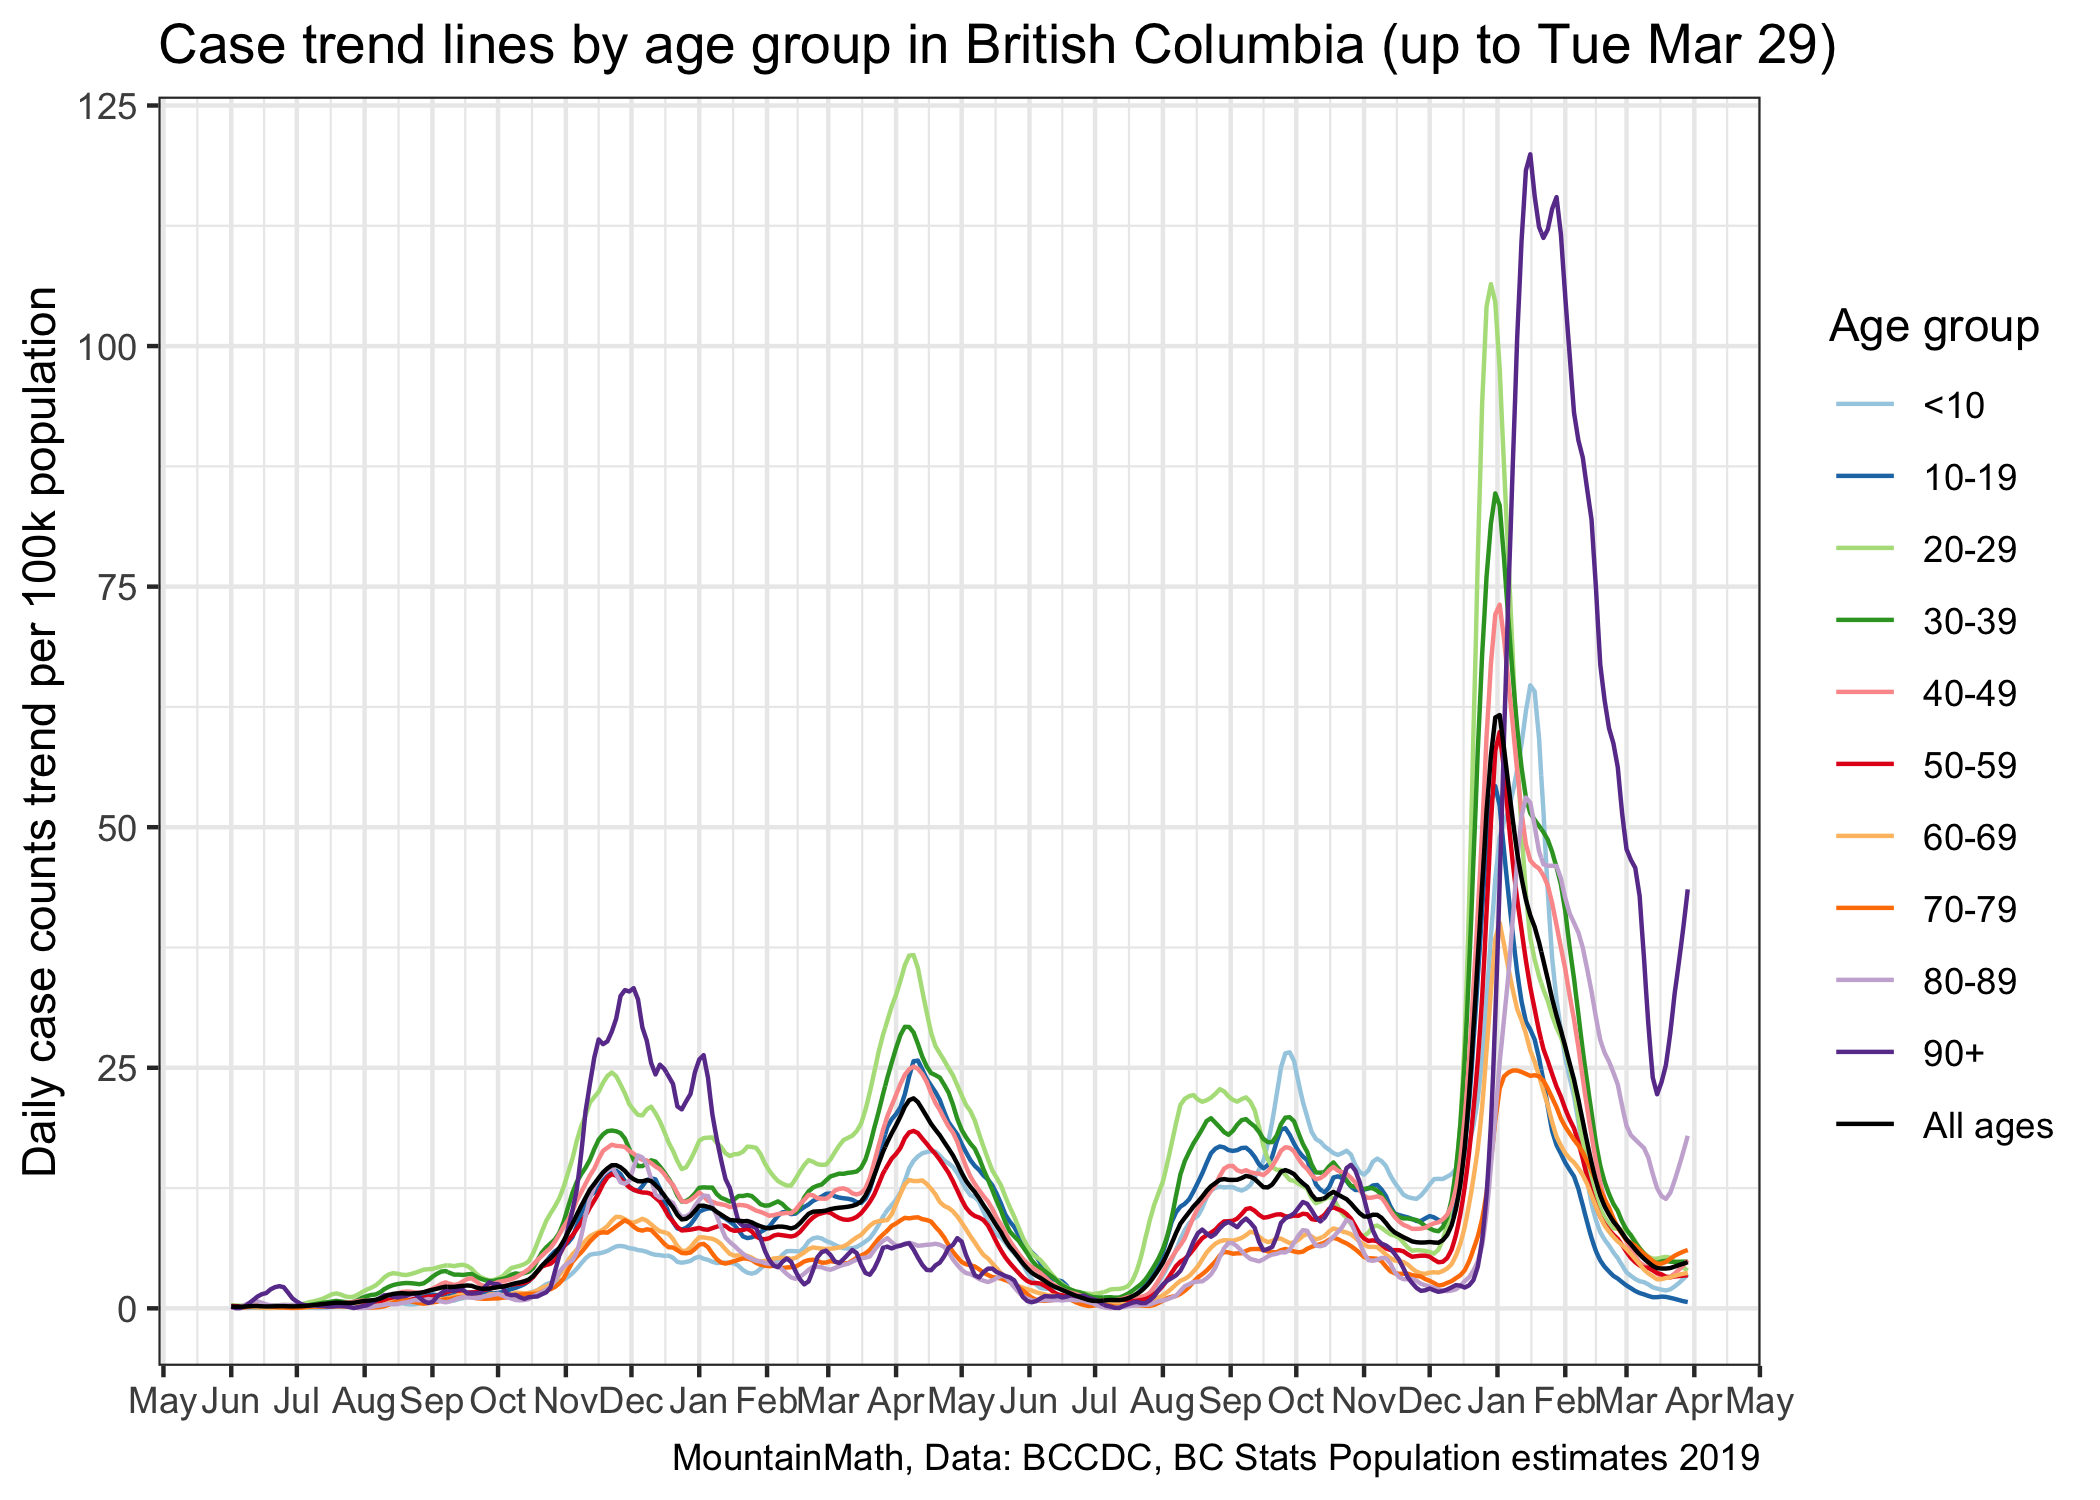 Case trend lines by age group in British Columbia (up to Tue Mar 29)
Daily case counts trend per 100k population
125
100
75
50
25
0
May Jun Jul Aug Sep Oct Nov Dec Jan Feb Mar Apr May Jun Jul Aug Sep Oct Nov Dec Jan Feb Mar Apr May
Age group
<10
10-19
20-29
30-39
40-49
50-59
60-69
70-79
80-89
90+
All ages
MountainMath, Data: BCCDC, BC Stats Population estimates 2019